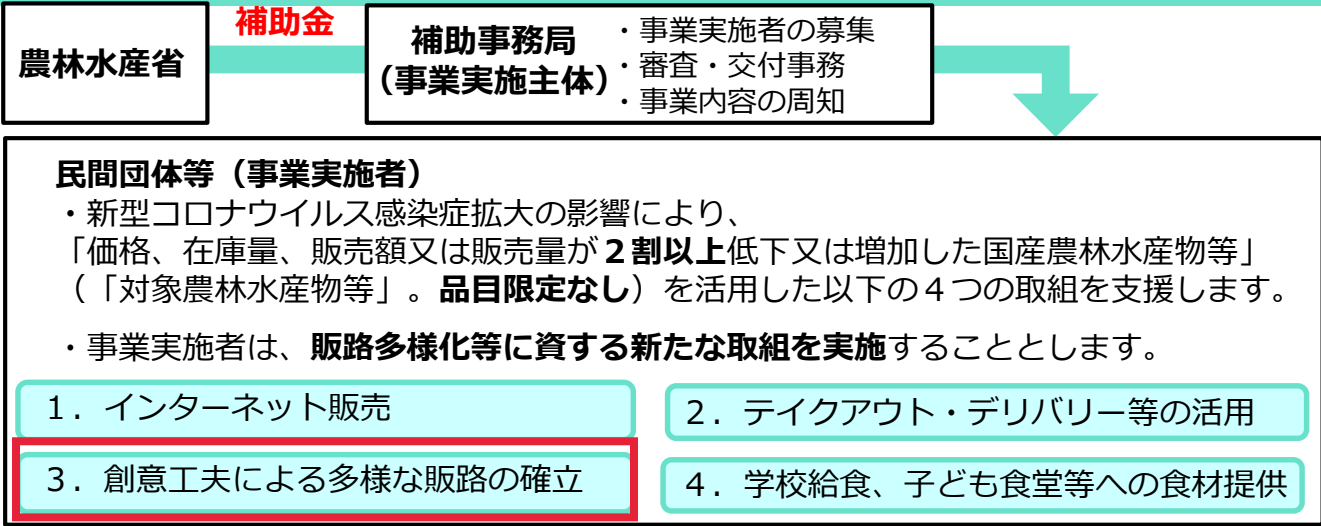 農林水産省
補助金
補助事務局
（事業実施主体）
・事業実施者の募集
・審査・交付事務
・事業内容の周知
民間団体等（事業実施者）
・新型コロナウイルス感染症拡大の影響により、
「価格、在庫量、販売額又は販売量が２割以上低下又は増加した国産農林水産物等」
（「対象農林水産物等」。品目限定なし）を活用した以下の４つの取組を支援します。
・事業実施者は、販路多様化等に資する新たな取組を実施することとします。
１．インターネット販売
２．テイクアウト・デリバリー等の活用
３．創意工夫による多様な販路の確立
４．学校給食、子ども食堂等への食材提供